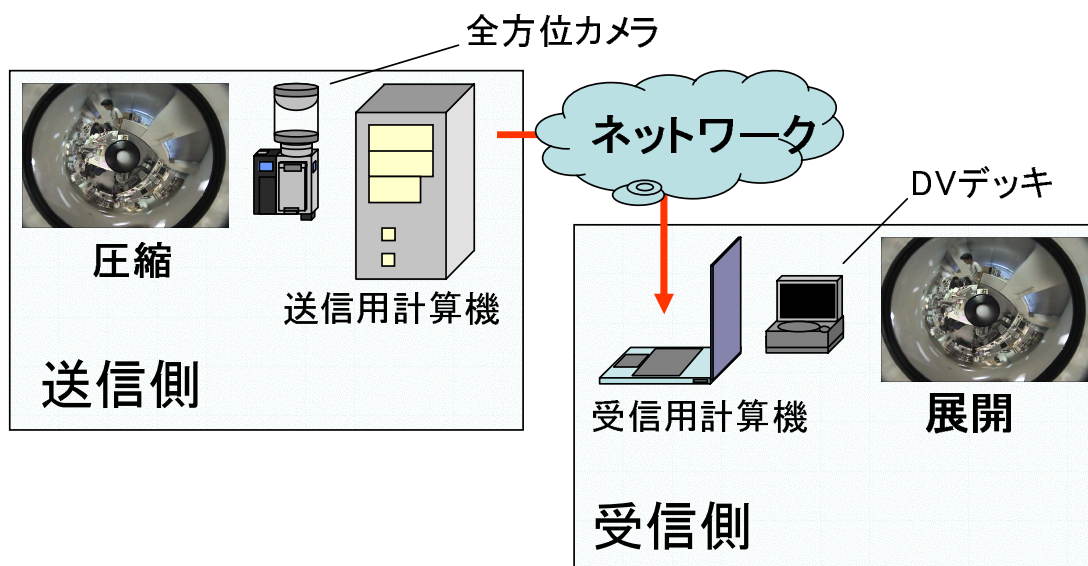 全方位カメラ
ネットワーク
DVデッキ
圧縮
送信用計算機
送信側
受信用計算機
展開
受信側